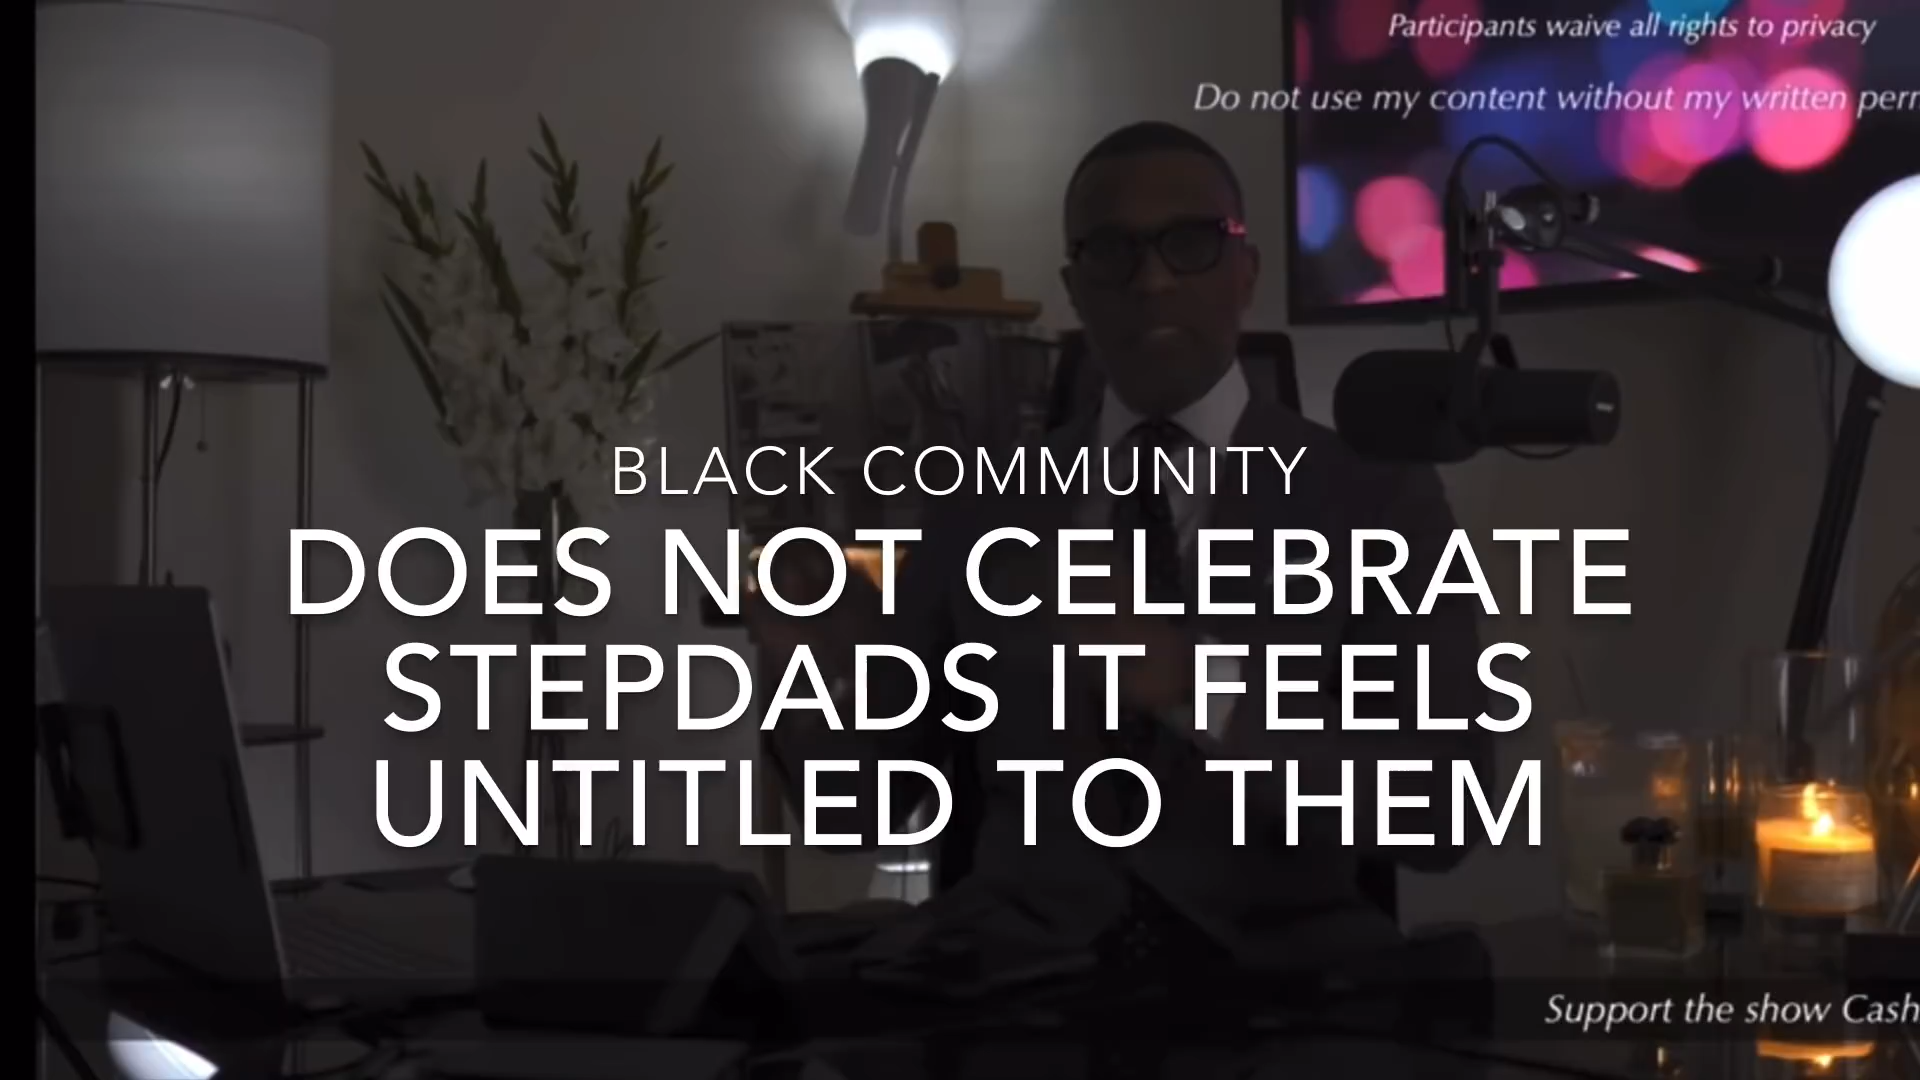 Participants waive all rights to privacy
Do not use my content without my written
BLACK COMMUNITY
DOES NOT CELEBRATE
STEPDADS IT FEELS
UNTITLED TO THEM
Support the show Cash